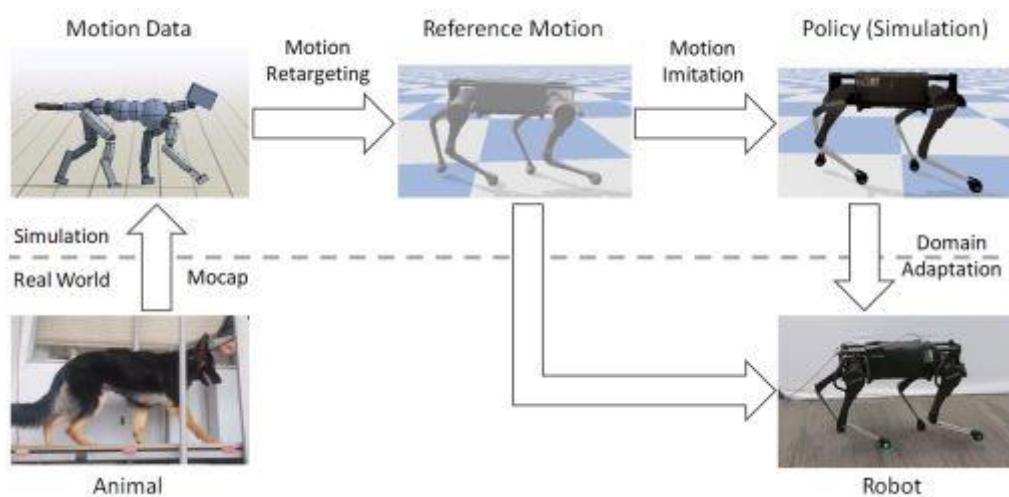 Motion Data
Motion
Retargeting
Reference Motion
Motion
Imitation
Policy (Simulation)
Simulation
Real World
Mocap
Domain
Adaptation
Animal
Robot